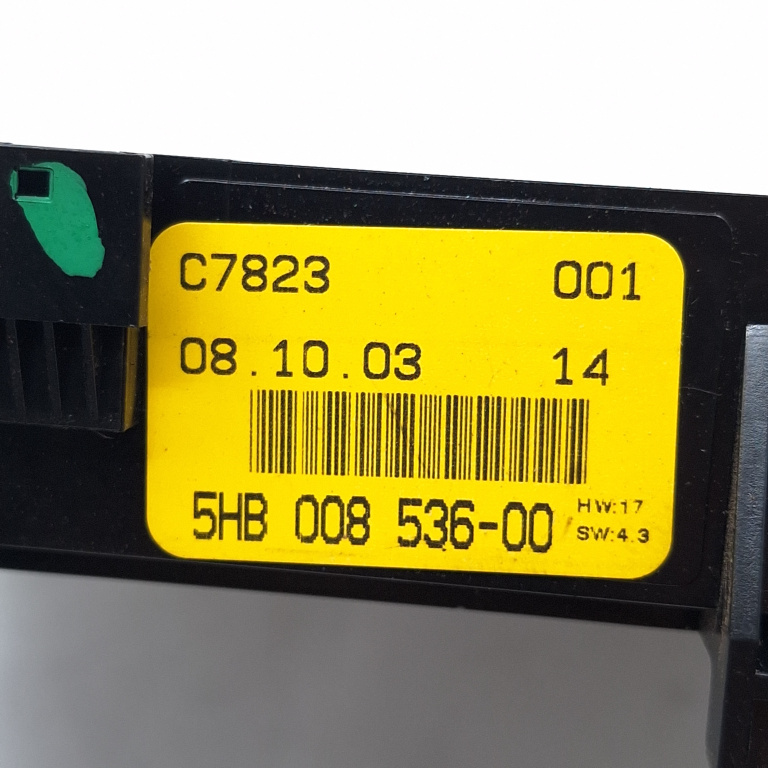 C7823 001
08.10.03 14
5HB 008 536-00 HW:17
SW:4.3